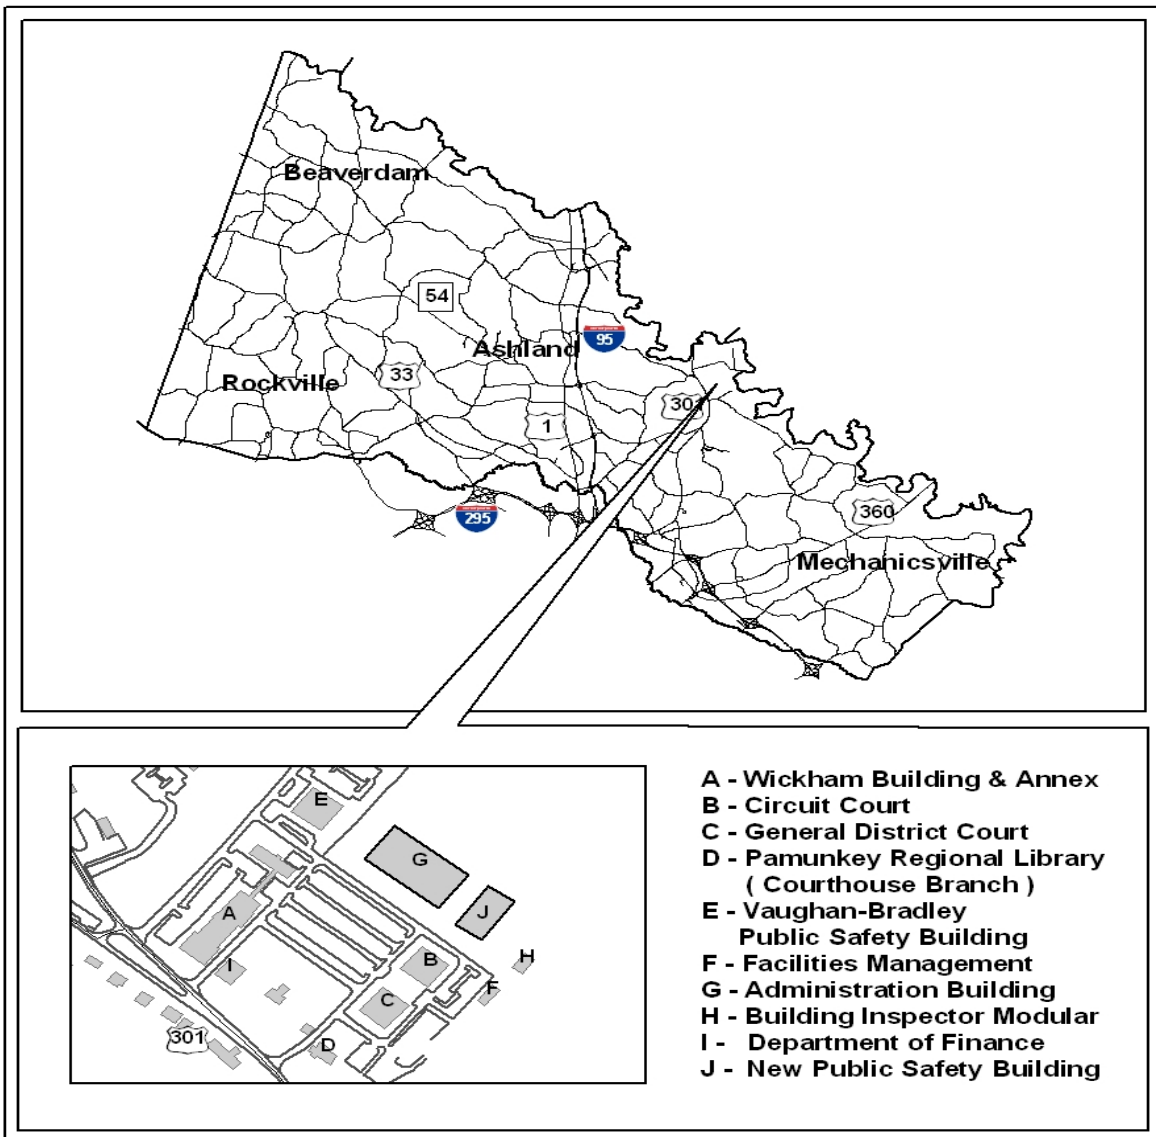 Beaverdam
54
95
Ashland
33
Rockville
301
1
360
295
Mechanicsville
E
G
A
J
B
H
I
F
C
301
D
A - Wickham Building & Annex
B - Circuit Court
C - General District Court
D - Pamunkey Regional Library
( Courthouse Branch )
E - Vaughan-Bradley
Public Safety Building
F - Facilities Management
G - Administration Building
H - Building Inspector Modular
I - Department of Finance
J - New Public Safety Building